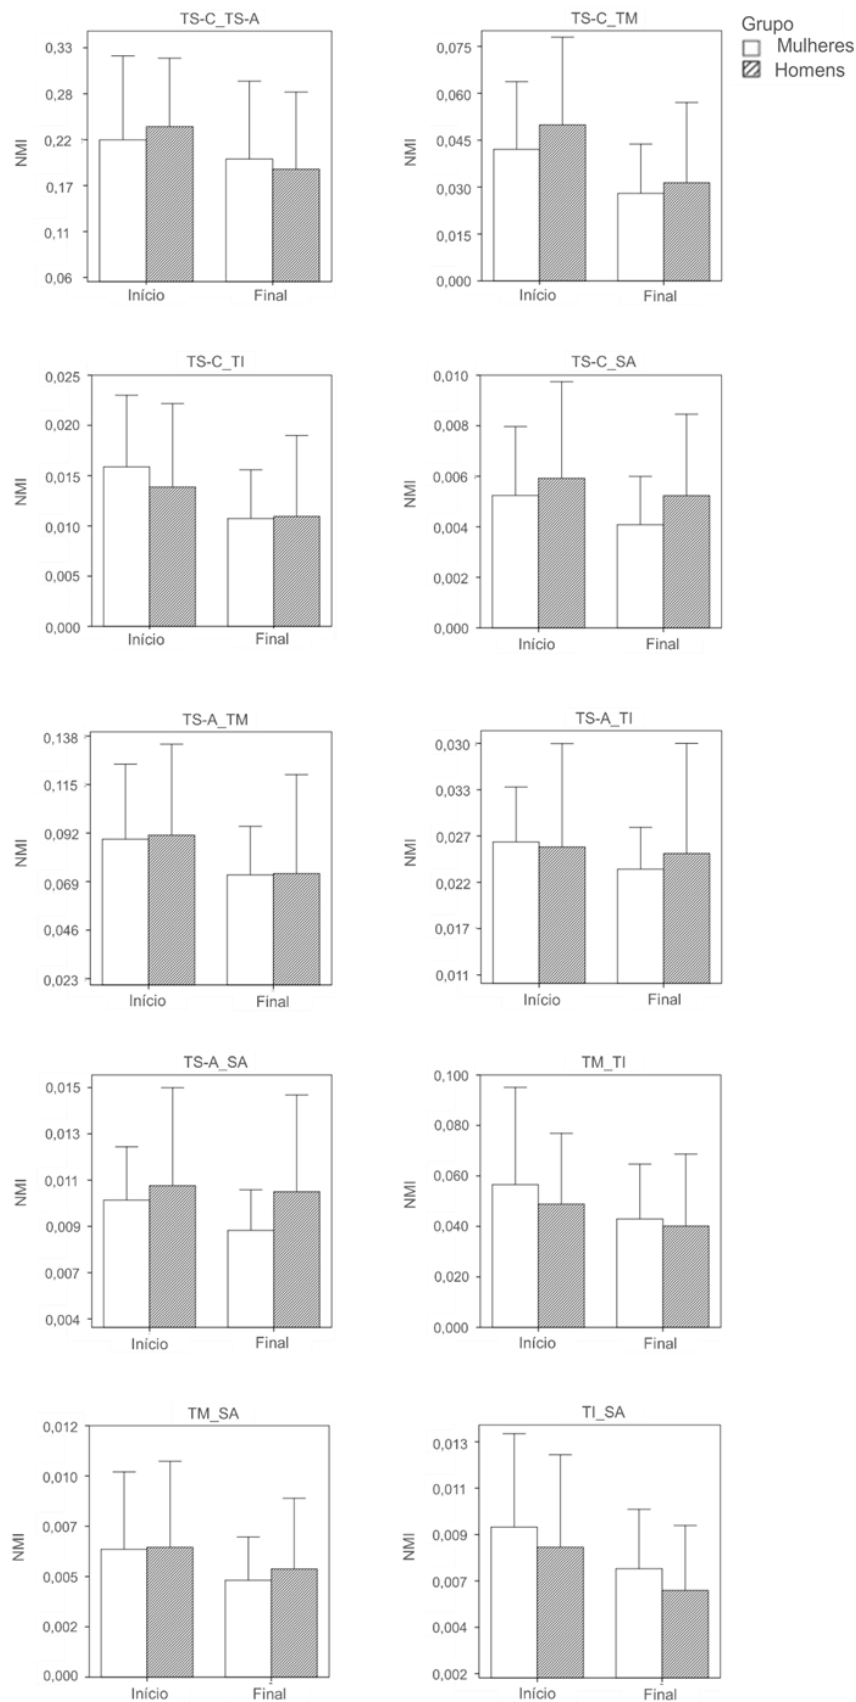 TS-C_TS-A
NMI
0,33
0,28
0,22
0,17
0,11
0,06
Início Final
TS-C_TM
NMI
0,075
0,060
0,045
0,030
0,015
0,000
Início Final
Grupo
Mulheres
Homens
TS-C_TI
NMI
0,025
0,020
0,015
0,010
0,005
0,000
Início Final
TS-C_SA
NMI
0,010
0,008
0,006
0,004
0,002
0,000
Início Final
TS-A_TM
NMI
0,138
0,115
0,092
0,069
0,046
0,023
Início Final
TS-A_TI
NMI
0,030
0,033
0,027
0,022
0,017
0,011
Início Final
TS-A_SA
NMI
0,015
0,013
0,011
0,009
0,007
0,004
Início Final
TM_TI
NMI
0,100
0,080
0,060
0,040
0,020
0,000
Início Final
TM_SA
NMI
0,012
0,010
0,007
0,005
0,002
0,000
Início Final
TI_SA
NMI
0,013
0,011
0,009
0,007
0,004
0,002
Início Final